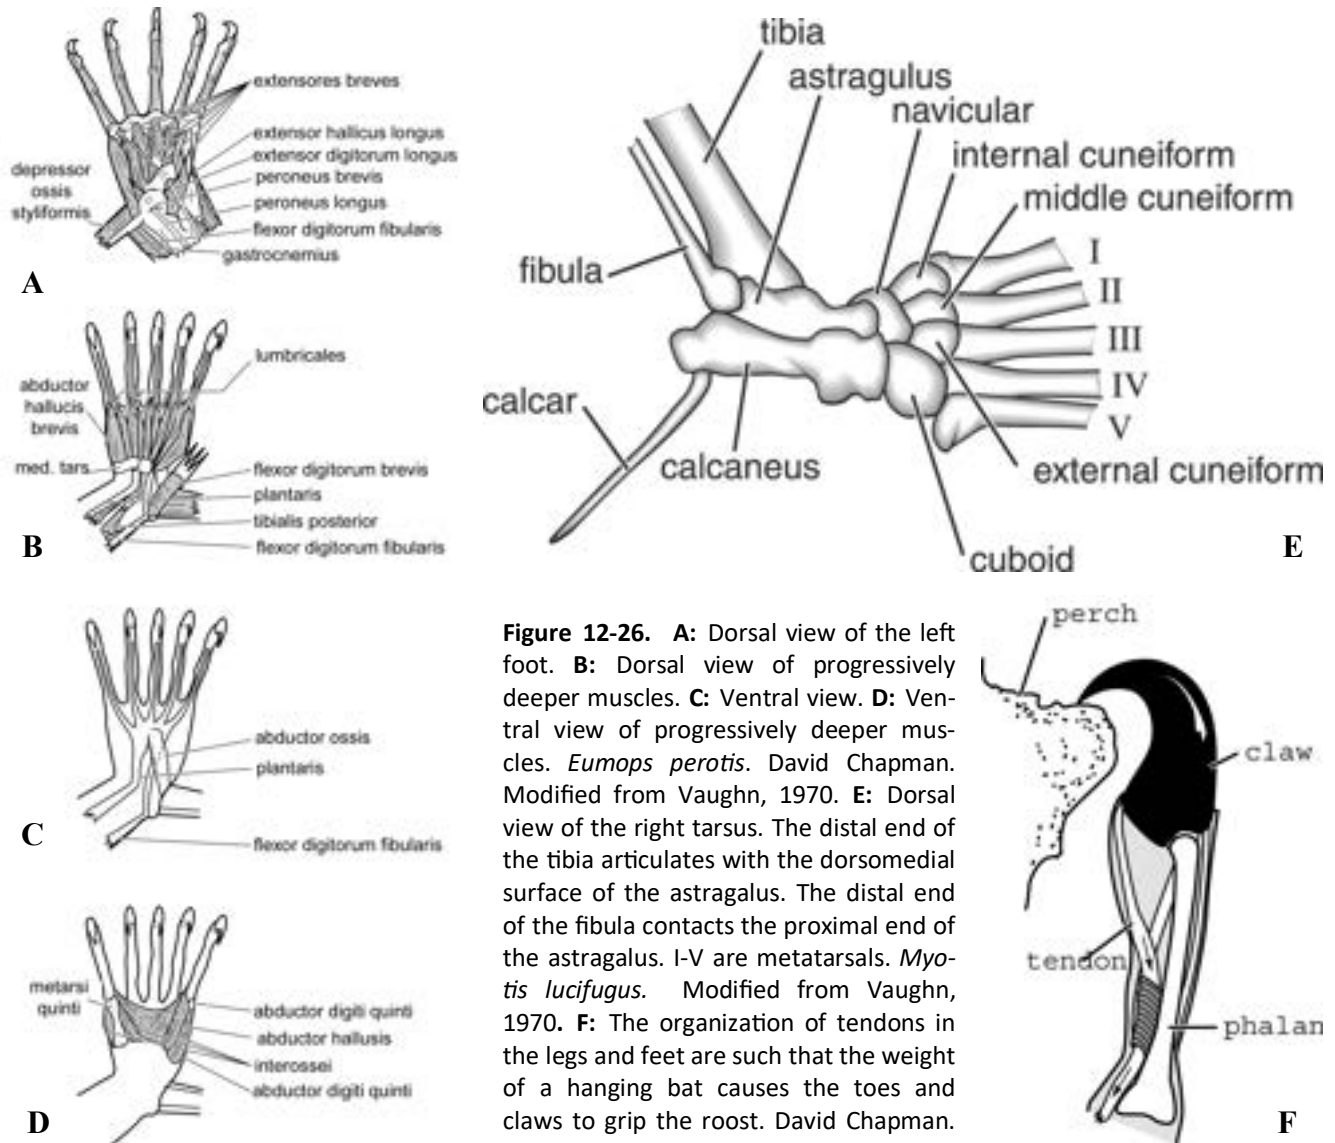 extensores breves
extensor hallicus longus
extensor digitorum longus
peroneus brevis
peroneus longus
flexor digitorum fibularis
gastrocnemius
depressor
ossis
styliformis
A
lumbricales
abductor
hallucis
brevis
med. tars
flexor digitorum brevis
plantaris
tibialis posterior
flexor digitorum fibularis
B
abductor ossis
plantaris
flexor digitorum fibularis
C
metarsi
quinti
abductor digiti quinti
abductor hallusis
interossei
abductor digiti quinti
D
tibia
astragulus
navicular
internal cuneiform
middle cuneiform
I
II
III
IV
V
fibula
calcar
calcaneus
external cuneiform
cuboid
E
Figure 12-26. A: Dorsal view of the left
foot. B: Dorsal view of progressively
deeper muscles. C: Ventral view. D: Ven-
tral view of progressively deeper mus-
cles. Eumops perotis. David Chapman.
Modified from Vaughn, 1970. E: Dorsal
view of the right tarsus. The distal end of
the tibia articulates with the dorsomedial
surface of the astragalus. The distal end
of the fibula contacts the proximal end of
the astragalus. I-V are metatarsals. Myo-
tis lucifugus. Modified from Vaughn,
1970. F: The organization of tendons in
the legs and feet are such that the weight
of a hanging bat causes the toes and
claws to grip the roost. David Chapman.
perch
claw
tendon
phalan
F